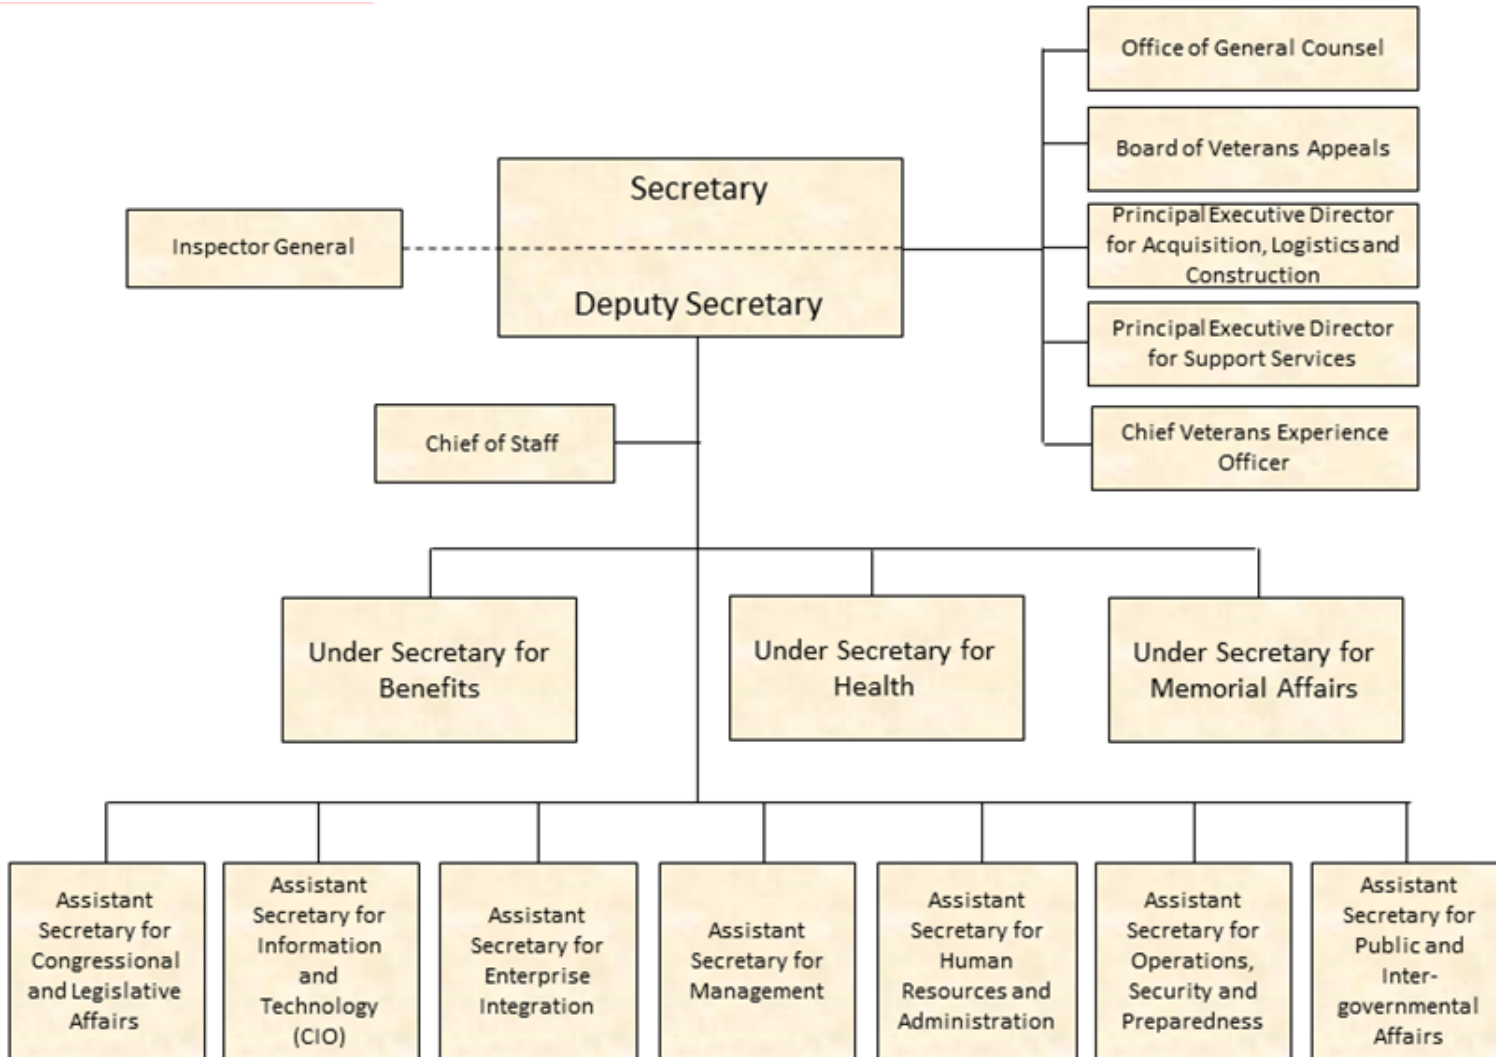 Office of General Counsel
Board of Veterans Appeals
Secretary
Inspector General
Deputy Secretary
Principal Executive Director
for Acquisition, Logistics and
Construction
Principal Executive Director
for Support Services
Chief of Staff
Chief Veterans Experience
Officer
Under Secretary for
Benefits
Under Secretary for
Health
Under Secretary for
Memorial Affairs
Assistant
Secretary for
Congressional
and Legislative
Affairs
Assistant
Secretary for
Information
and
Technology
(CIO)
Assistant
Secretary for
Enterprise
Integration
Assistant
Secretary for
Management
Assistant
Secretary for
Human
Resources and
Administration
Assistant
Secretary for
Operations,
Security and
Preparedness
Assistant
Secretary for
Public and
Inter-
governmental
Affairs